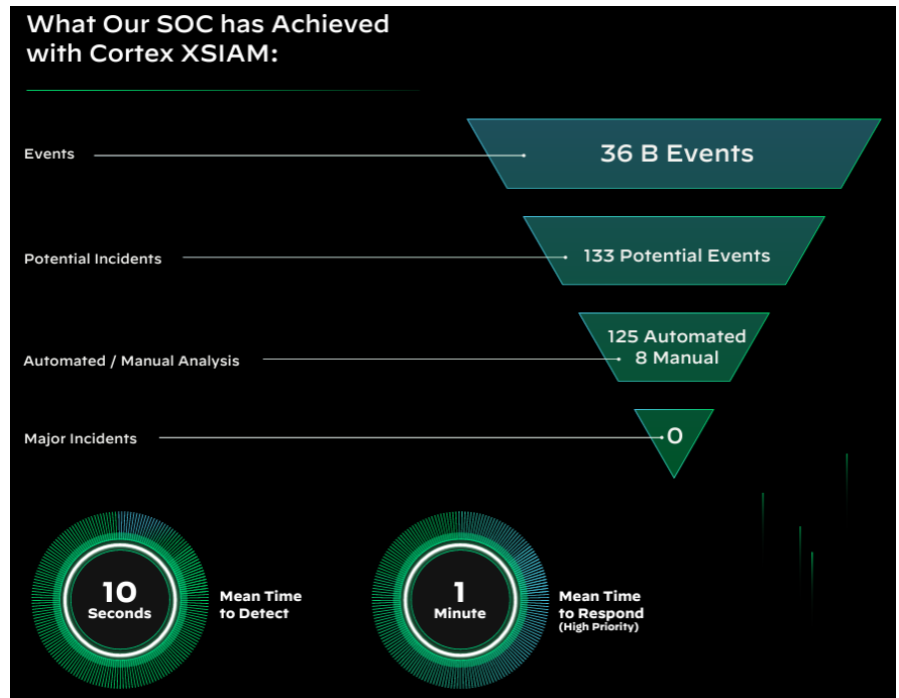 What Our SOC has Achieved
with Cortex XSIAM:
Events
36 B Events
Potential Incidents
133 Potential Events
Automated / Manual Analysis
125 Automated
8 Manual
Major Incidents
0
10
Seconds
Mean Time
to Detect
1
Minute
Mean Time
to Respond
(High Priority)